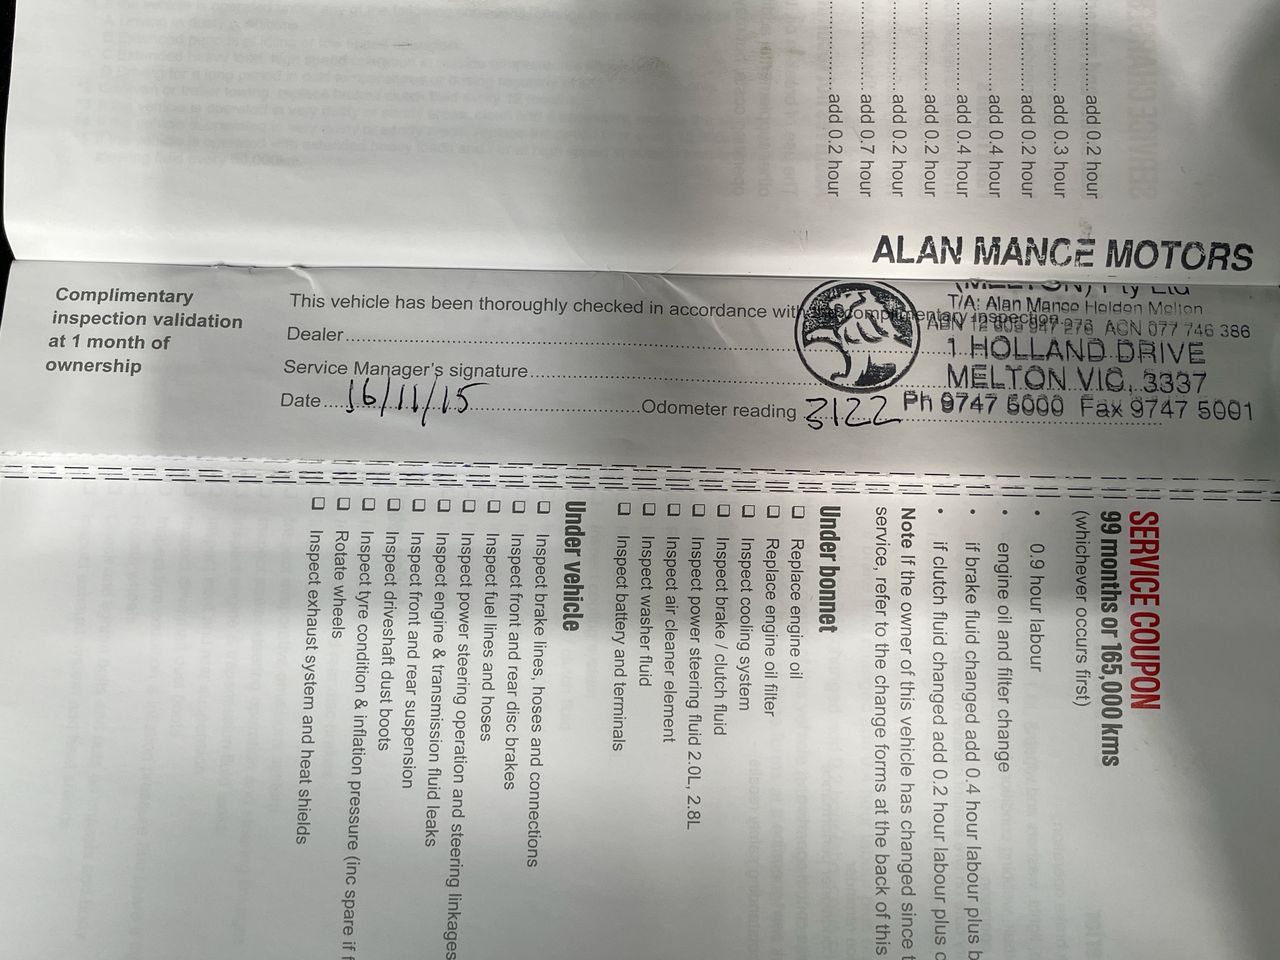 add 0.2 hour
add 0.3 hour
add 0.2 hour
add 0.4 hour
add 0.4 hour
add 0.2 hour
add 0.2 hour
add 0.7 hour
add 0.2 hour
ALAN MANCE MOTORS
(MELTON) Pty Ltd
T/A: Alan Mance Holden Melton
ABN 12 603 947 276 ACN 077 746 386
1 HOLLAND DRIVE
MELTON VIC, 3337
Ph 9747 5000 Fax 9747 5001
Complimentary
inspection validation
at 1 month of
ownership
This vehicle has been thoroughly checked in accordance with the complimentary inspection
Dealer
Service Manager's signature
Date 16/11/15 Odometer reading 3122
SERVICE COUPON
99 months or 165,000 kms
(whichever occurs first)
• 0.9 hour labour
• engine oil and filter change
• if brake fluid changed add 0.4 hour labour plus
• if clutch fluid changed add 0.2 hour labour plus
Note If the owner of this vehicle has changed since
service, refer to the change forms at the back of this
Under bonnet
❏ Replace engine oil
❏ Replace engine oil filter
❏ Inspect cooling system
❏ Inspect brake / clutch fluid
❏ Inspect power steering fluid 2.0L, 2.8L
❏ Inspect air cleaner element
❏ Inspect washer fluid
❏ Inspect battery and terminals
Under vehicle
❏ Inspect brake lines, hoses and connections
❏ Inspect front and rear disc brakes
❏ Inspect fuel lines and hoses
❏ Inspect power steering operation and steering linkages
❏ Inspect engine & transmission fluid leaks
❏ Inspect front and rear suspension
❏ Inspect driveshaft dust boots
❏ Inspect tyre condition & inflation pressure (inc spare if
❏ Rotate wheels
❏ Inspect exhaust system and heat shields